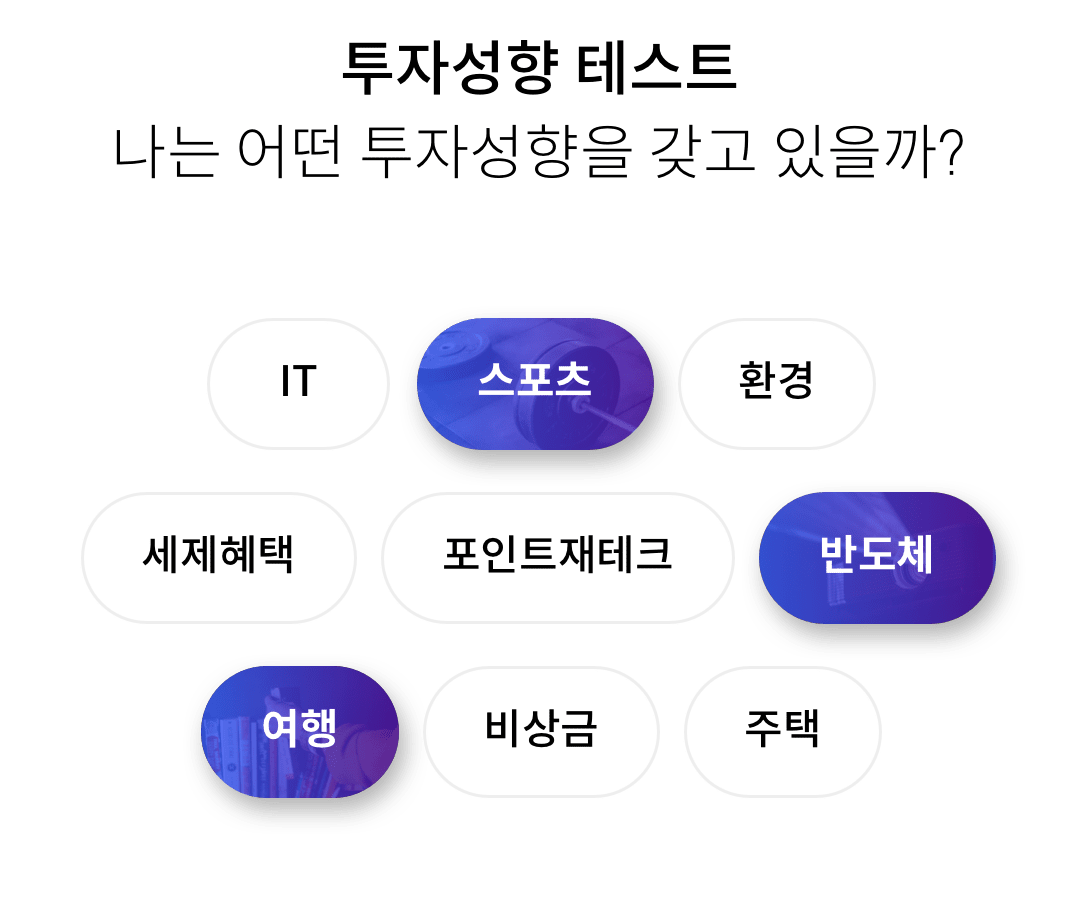 투자성향 테스트
나는 어떤 투자성향을 갖고 있을까?
IT 스포츠 환경
세제혜택 포인트재테크 반도체
여행 비상금 주택